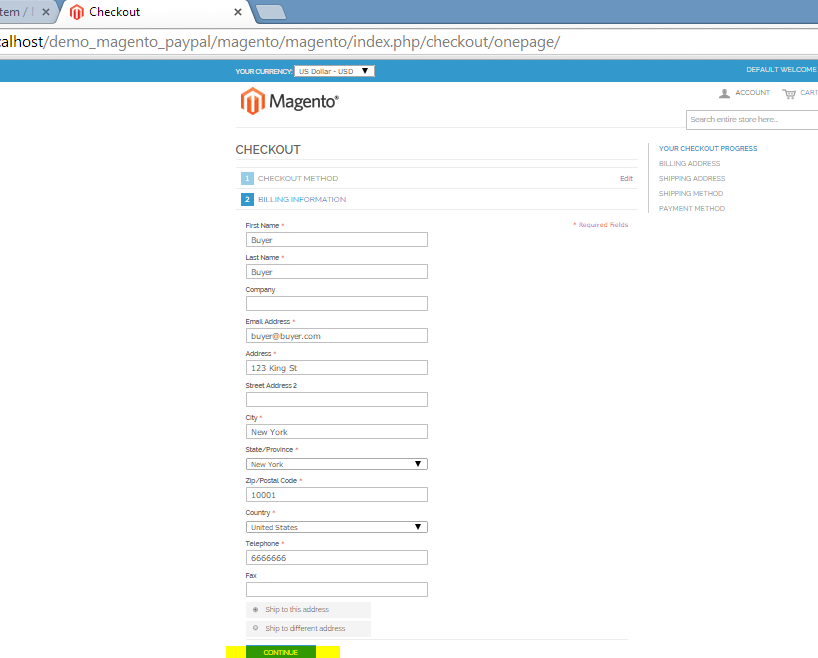 tem /
Checkout
alhost/demo_magento_paypal/magento/magento/index.php/checkout/onepage/
YOUR CURRENCY: US Dollar - USD
DEFAULT WELCOME
Magento®
ACCOUNT
CART
Search entire store here...
CHECKOUT
1 CHECKOUT METHOD Edit
2 BILLING INFORMATION
YOUR CHECKOUT PROGRESS
BILLING ADDRESS
SHIPPING ADDRESS
SHIPPING METHOD
PAYMENT METHOD
* Required Fields
First Name *
Buyer
Last Name *
Buyer
Company
Email Address *
buyer@buyer.com
Address *
123 King St
Street Address 2
City *
New York
State/Province *
New York
Zip/Postal Code *
10001
Country *
United States
Telephone *
6666666
Fax
Ship to this address
Ship to different address
CONTINUE